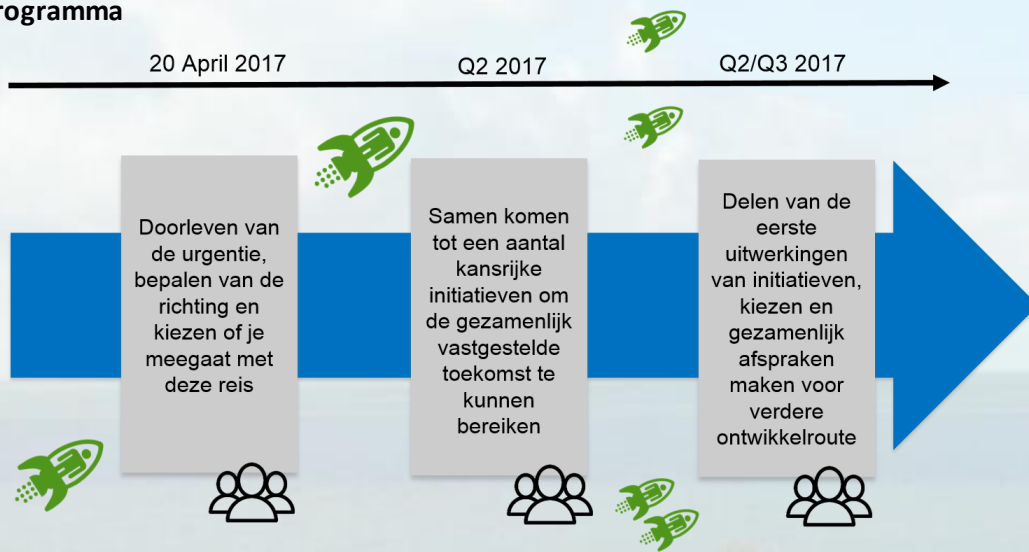 rogramma
20 April 2017
Q2 2017
Q2/Q3 2017
Doorleven van
de urgentie,
bepalen van de
richting en
kiezen of je
meegaat met
deze reis
Samen komen
tot een aantal
kansrijke
initiatieven om
de gezamenlijk
vastgestelde
toekomst te
kunnen
bereiken
Delen van de
eerste
uitwerkingen
van initiatieven,
kiezen en
gezamenlijk
afspraken
maken voor
verdere
ontwikkelroute